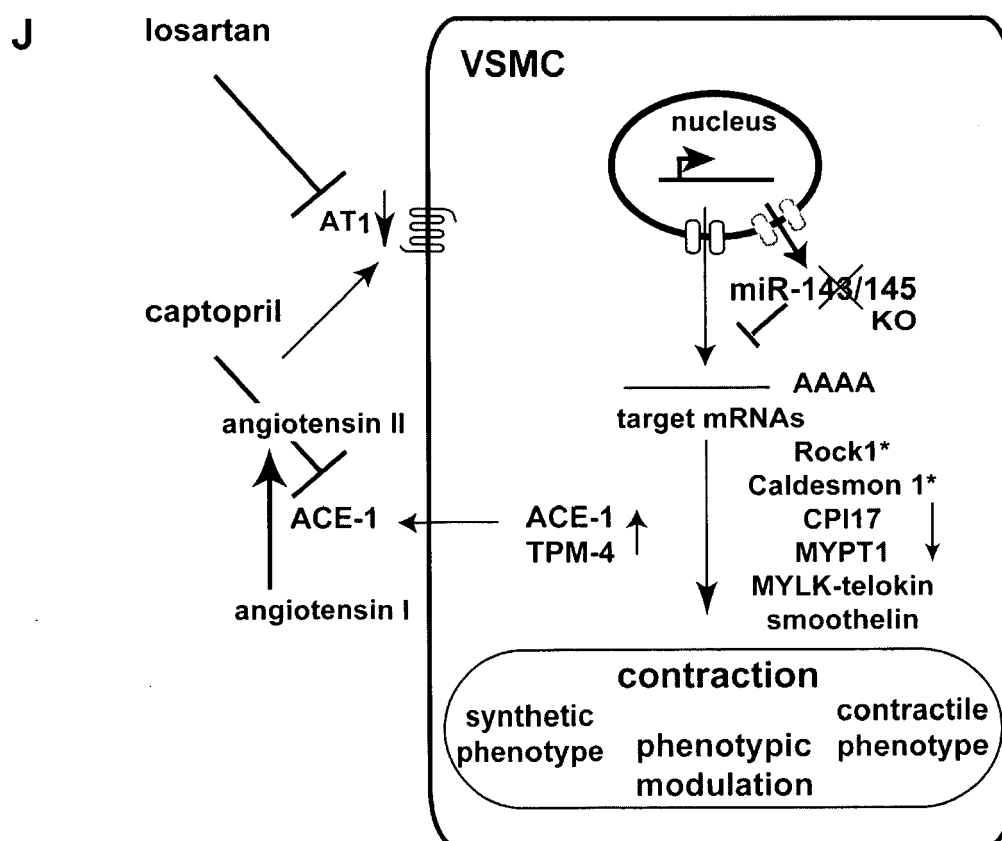 J
losartan
VSMC
nucleus
AT1
miR-143/145
KO
captopril
AAAA
target mRNAs
angiotensin II
Rock1*
Caldesmon 1*
ACE-1
ACE-1
CPI17
TPM-4
MYPT1
MYLK-telokin
angiotensin I
smoothelin
contraction
synthetic
phenotype
contractile
phenotype
phenotypic
modulation